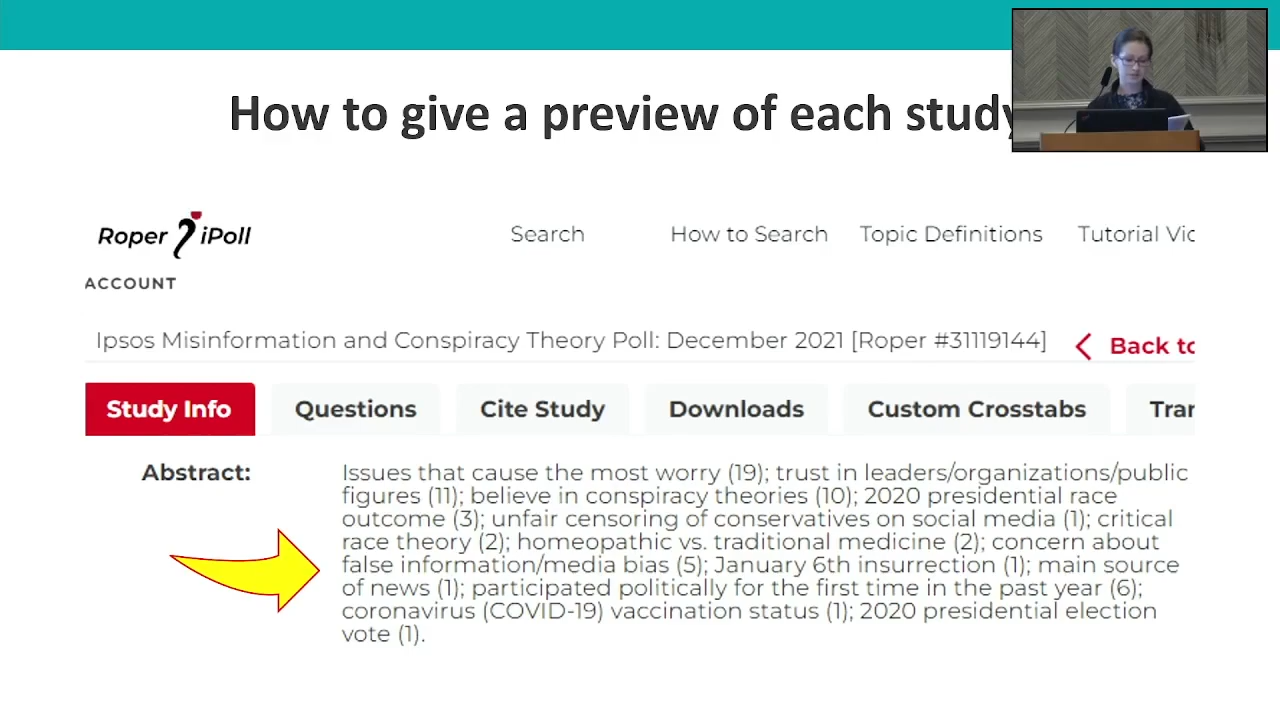 How to give a preview of each study
Roper iPoll
Search How to Search Topic Definitions Tutorial
ACCOUNT
Ipsos Misinformation and Conspiracy Theory Poll: December 2021 [Roper #31119144] Back to
Study Info Questions Cite Study Downloads Custom Crosstabs
Abstract: Issues that cause the most worry (19); trust in leaders/organizations/public
figures (11); believe in conspiracy theories (10); 2020 presidential race
outcome (3); unfair censoring of conservatives on social media (1); critical
race theory (2); homeopathic vs. traditional medicine (2); concern about
false information/media bias (5); January 6th insurrection (1); main source
of news (1); participated politically for the first time in the past year (6);
coronavirus (COVID-19) vaccination status (1); 2020 presidential election
vote (1).